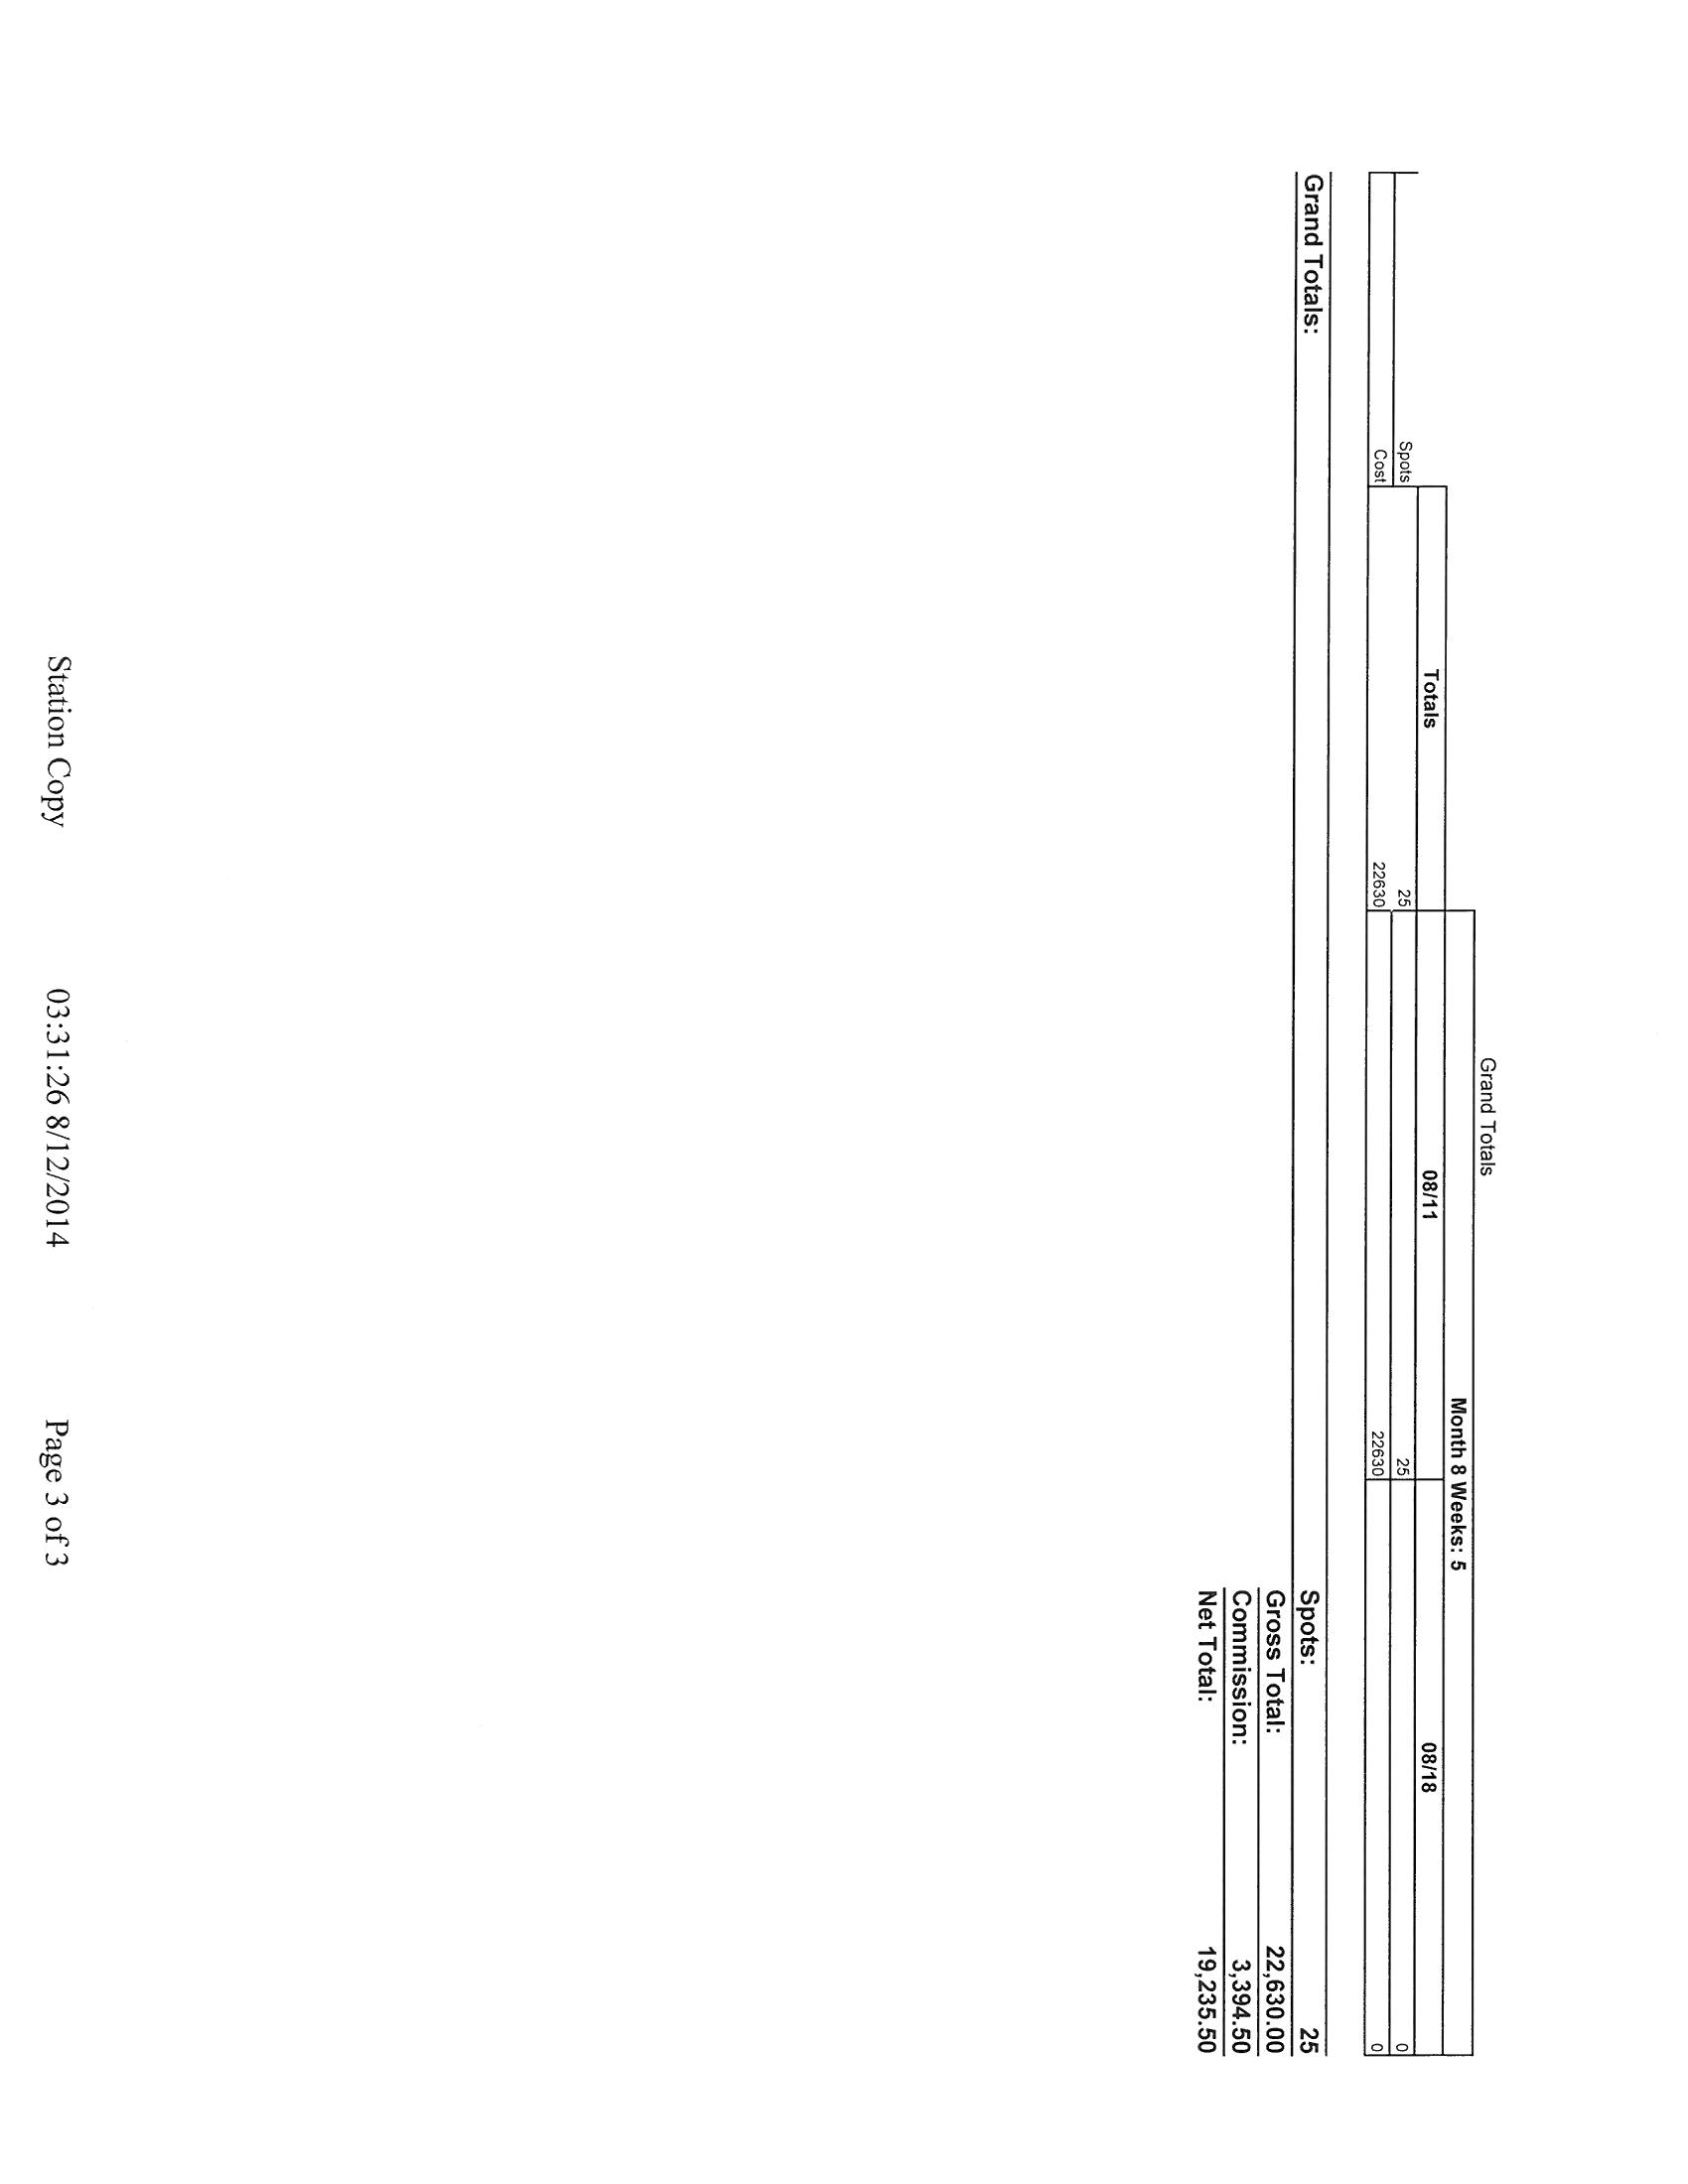 Grand Totals
Month 8 Weeks: 5
Totals 08/11 08/18
Spots 25 25 0
Cost 22630 22630 0
Grand Totals: Spots: 25
Gross Total: 22,630.00
Commission: 3,394.50
Net Total: 19,235.50
Station Copy 03:31:26 8/12/2014 Page 3 of 3